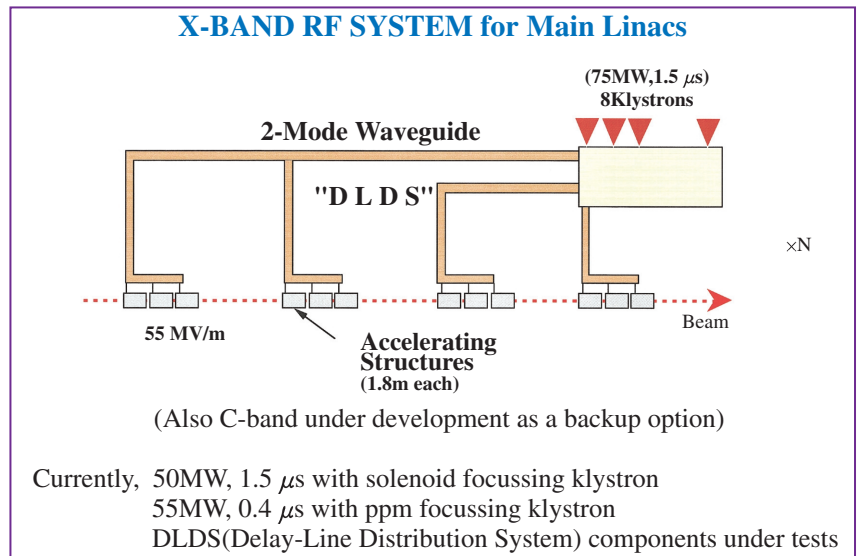 X-BAND RF SYSTEM for Main Linacs
(75MW,1.5 μs)
8Klystrons
2-Mode Waveguide
"D L D S"
×N
Beam
55 MV/m
Accelerating
Structures
(1.8m each)
(Also C-band under development as a backup option)
Currently, 50MW, 1.5 μs with solenoid focussing klystron
55MW, 0.4 μs with ppm focussing klystron
DLDS(Delay-Line Distribution System) components under tests